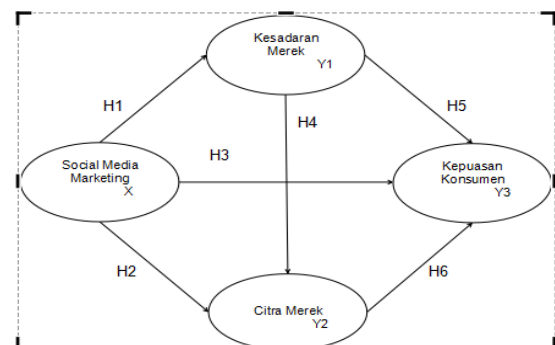 Kesadaran
Merek
Y1
H1
H5
H4
Social Media
Marketing
X
H3
Kepuasan
Konsumen
Y3
H2
H6
Citra Merek
Y2